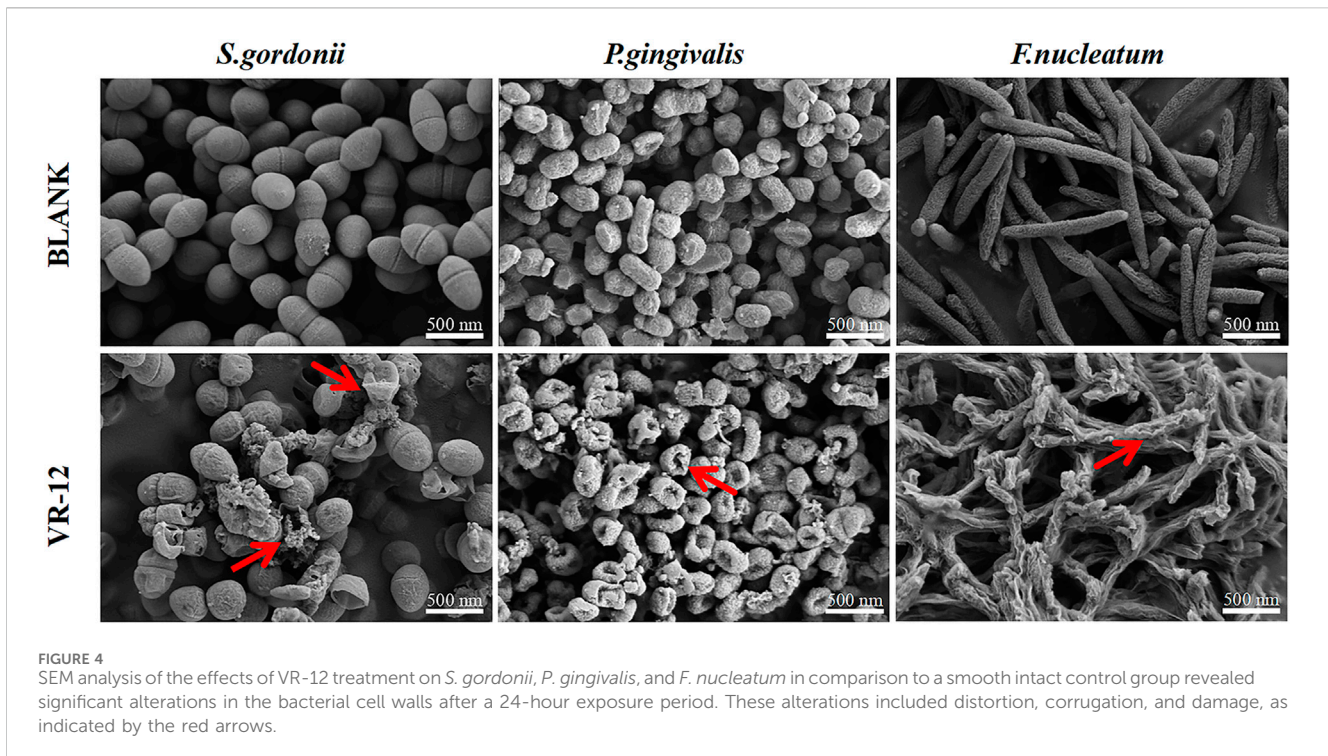 S.gordonii P.gingivalis F.nucleatum
BLANK
500 nm 500 nm 500 nm
VR-12
500 nm 500 nm 500 nm
FIGURE 4
SEM analysis of the effects of VR-12 treatment on S. gordonii, P. gingivalis, and F. nucleatum in comparison to a smooth intact control group revealed
significant alterations in the bacterial cell walls after a 24-hour exposure period. These alterations included distortion, corrugation, and damage, as
indicated by the red arrows.